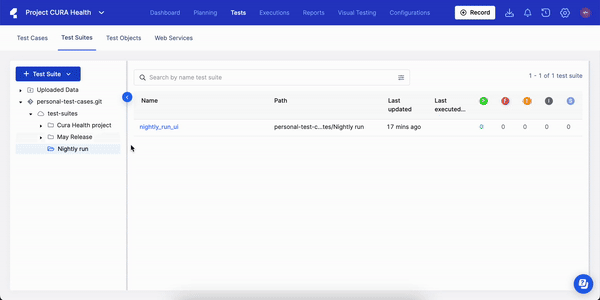 Project CURA Health
Dashboard Planning Tests Executions Reports Visual Testing Configurations
Record
Test Cases Test Suites Test Objects Web Services
+ Test Suite
Uploaded Data
personal-test-cases.git
test-suites
Cura Health project
May Release
Nightly run
Search by name test suite
1 - 1 of 1 test suite
Name Path Last updated Last executed...
nightly_run_ui personal-test-c...tes/Nightly run 17 mins ago 0 0 0 0 0